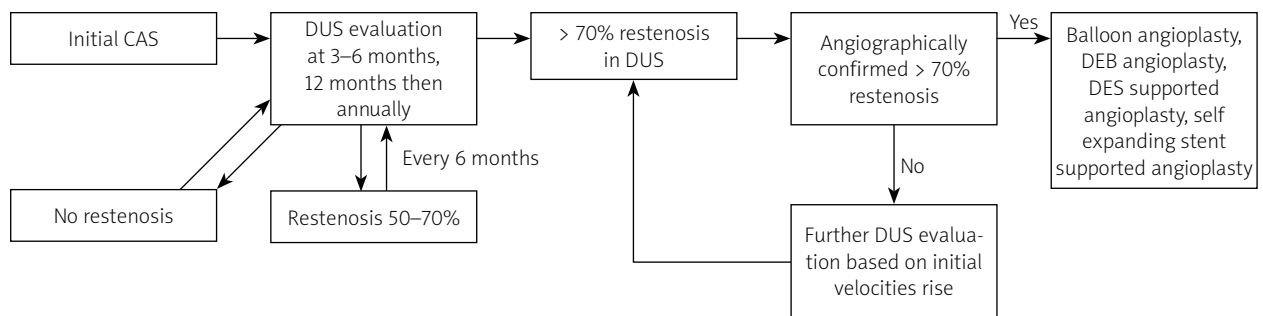 Initial CAS
DUS evaluation
at 3–6 months,
12 months then
annually
> 70% restenosis
in DUS
Angiographically
confirmed > 70%
restenosis
Yes
Balloon angioplasty,
DEB angioplasty,
DES supported
angioplasty, self
expanding stent
supported angioplasty
No restenosis
Every 6 months
Restenosis 50–70%
No
Further DUS evalua-
tion based on initial
velocities rise